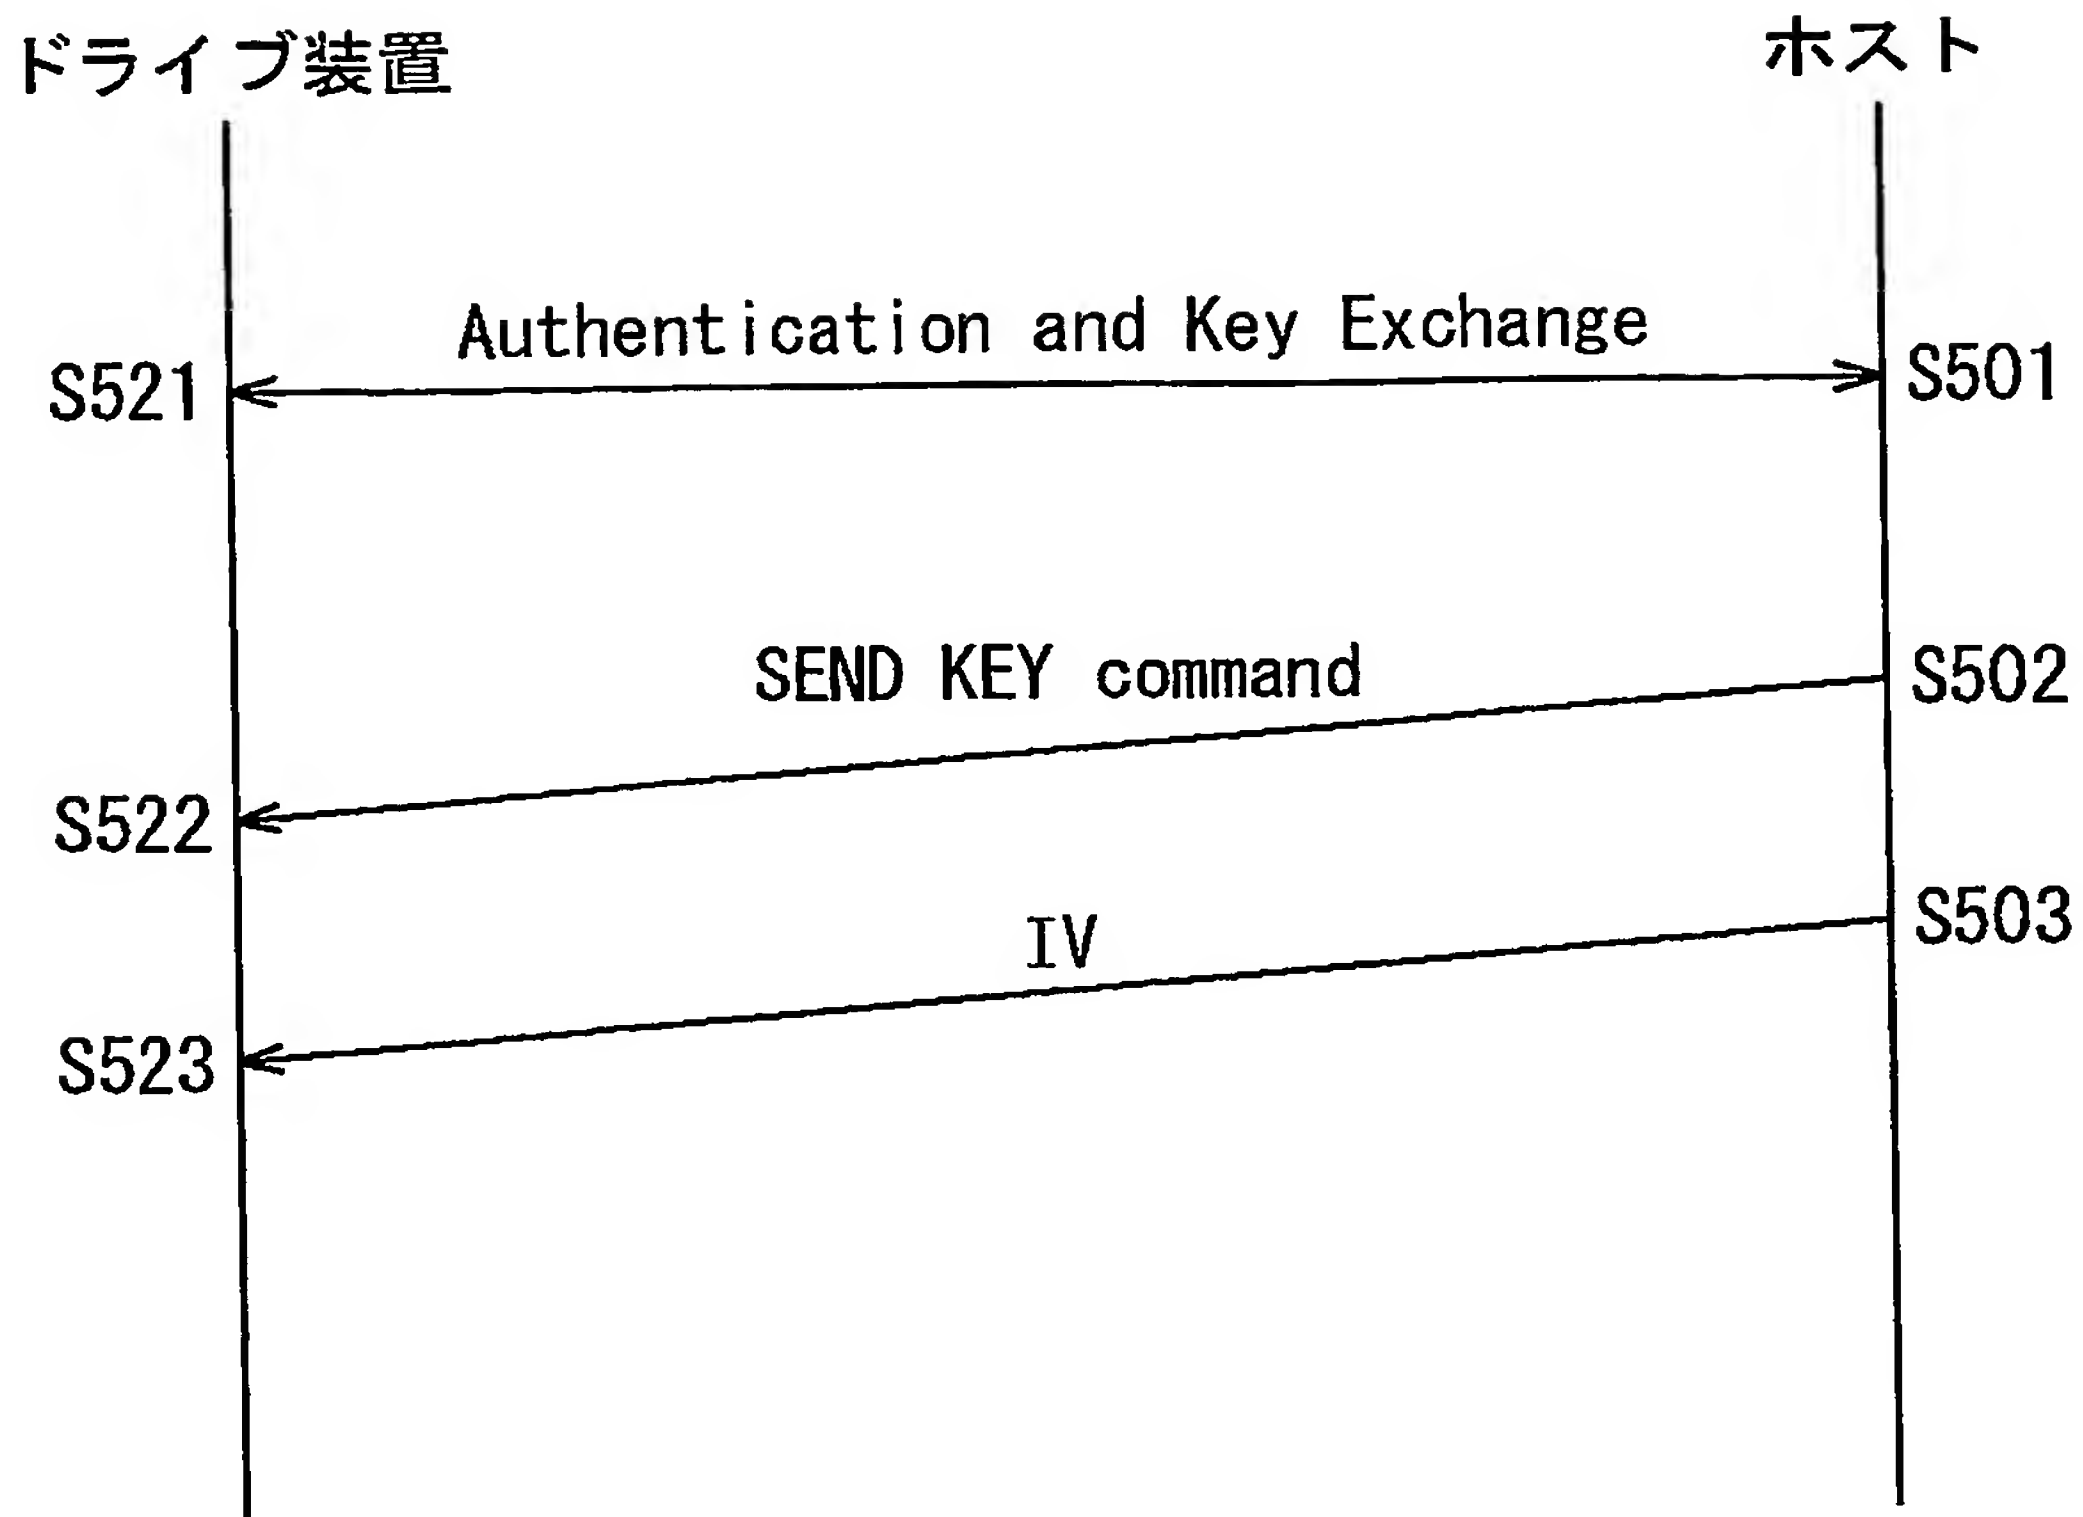 ドライブ装置 ホスト
Authentication and Key Exchange
S521 S501
SEND KEY command
S502
S522
IV
S503
S523